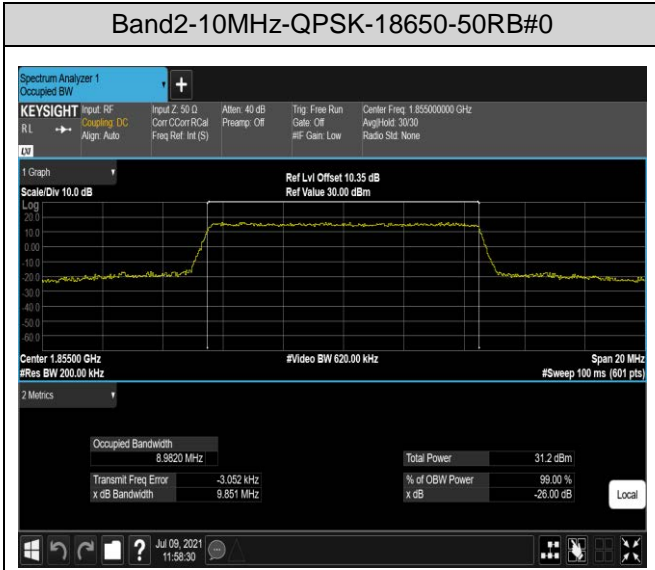 Band2-10MHz-QPSK-18650-50RB#0
Spectrum Analyzer 1
Occupied BW
+
KEYSIGHT Input: RF Input Z: 50 Ω Atten: 40 dB Trig: Free Run Center Freq: 1.855000000 GHz
RL Coupling: DC Corr CCorr RCal Preamp: Off Gate: Off Avg|Hold: 30/30
Align: Auto Freq Ref: Int (S) #IF Gain: Low Radio Std: None
LXI
1 Graph Ref Lvl Offset 10.35 dB
Scale/Div 10.0 dB Ref Value 30.00 dBm
Log
20.0
10.0
0.00
-10.0
-20.0
-30.0
-40.0
-50.0
-60.0
Center 1.85500 GHz #Video BW 620.00 kHz Span 20 MHz
#Res BW 200.00 kHz #Sweep 100 ms (601 pts)
2 Metrics
Occupied Bandwidth
8.9820 MHz Total Power 31.2 dBm
Transmit Freq Error -3.052 kHz % of OBW Power 99.00 %
x dB Bandwidth 9.851 MHz x dB -26.00 dB
Local
? Jul 09, 2021
11:58:30